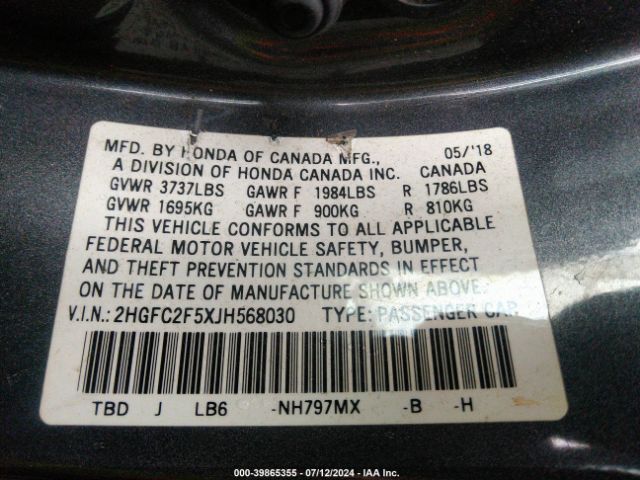 MFD. BY HONDA OF CANADA MFG., 05/'18
A DIVISION OF HONDA CANADA INC. CANADA
GVWR 3737LBS GAWR F 1984LBS R 1786LBS
GVWR 1695KG GAWR F 900KG R 810KG
THIS VEHICLE CONFORMS TO ALL APPLICABLE
FEDERAL MOTOR VEHICLE SAFETY, BUMPER,
AND THEFT PREVENTION STANDARDS IN EFFECT
ON THE DATE OF MANUFACTURE SHOWN ABOVE.
V.I.N.: 2HGFC2F5XJH568030 TYPE: PASSENGER CAR
TBD J LB6 -NH797MX -B -H
000-39865355 - 07/12/2024 - IAA Inc.